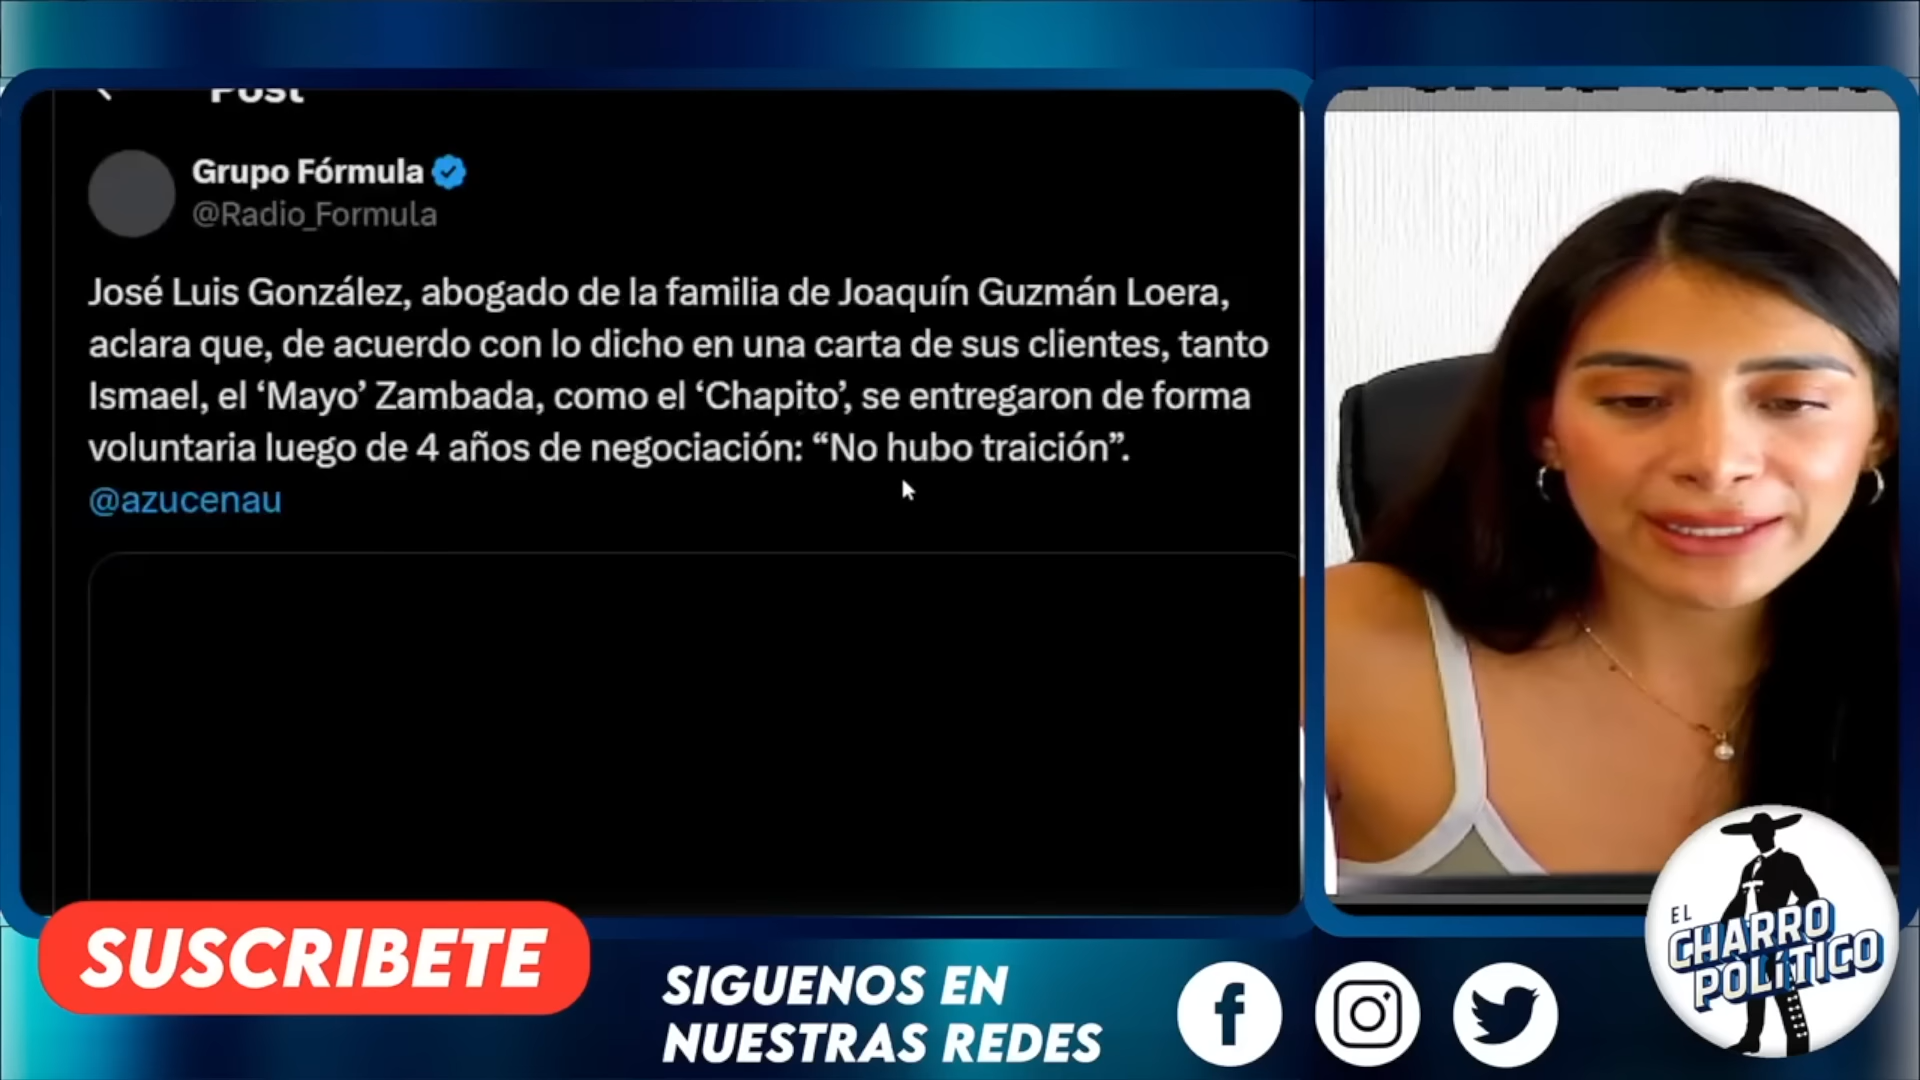 Post
Grupo Fórmula
@Radio_Formula
José Luis González, abogado de la familia de Joaquín Guzmán Loera,
aclara que, de acuerdo con lo dicho en una carta de sus clientes, tanto
Ismael, el ‘Mayo’ Zambada, como el ‘Chapito’, se entregaron de forma
voluntaria luego de 4 años de negociación: “No hubo traición”.
@azucenau
SUSCRIBETE
SIGUENOS EN
NUESTRAS REDES
EL
CHARRO
POLÍTICO